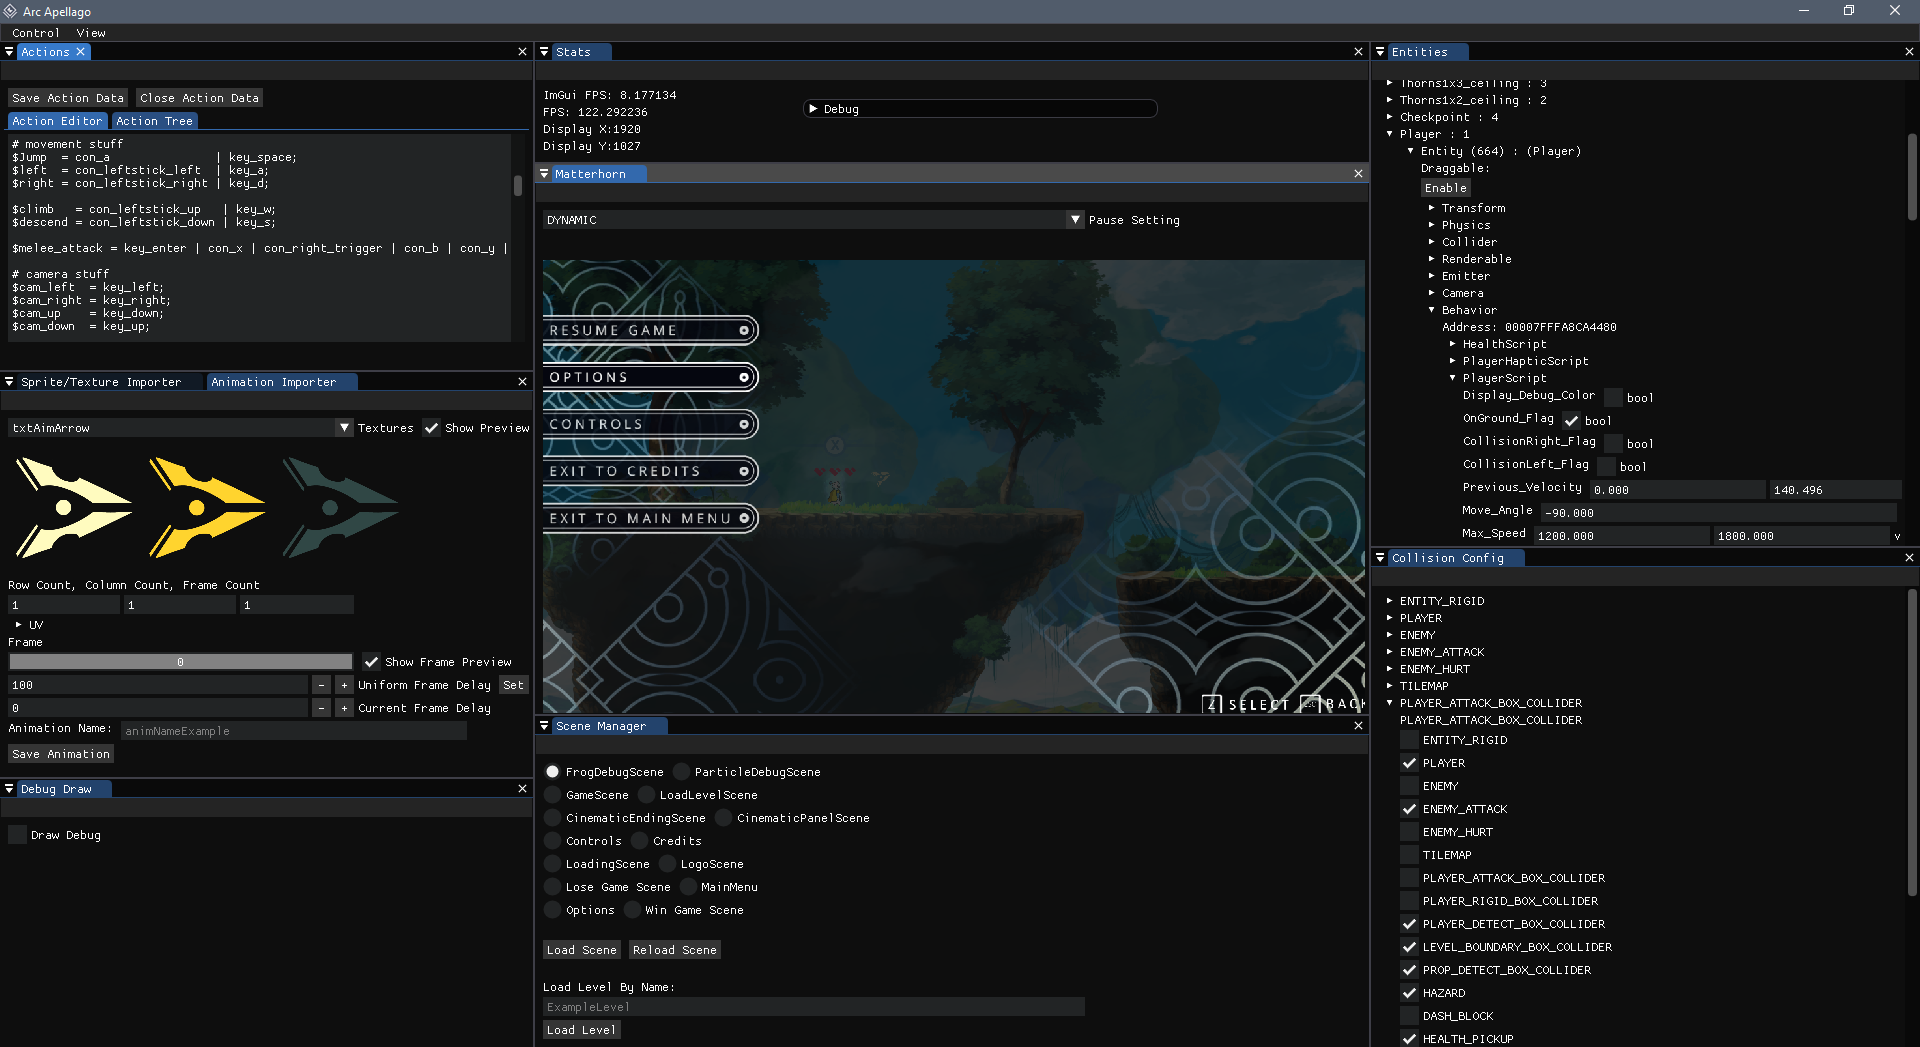 Arc Apellago
Control View
Actions
Save Action Data Close Action Data
Action Editor Action Tree
# movement stuff
$Jump = con_a | key_space;
$left = con_leftstick_left | key_a;
$right = con_leftstick_right | key_d;
$climb = con_leftstick_up | key_w;
$descend = con_leftstick_down | key_s;
$melee_attack = key_enter | con_x | con_right_trigger | con_b | con_y |
# camera stuff
$cam_left = key_left;
$cam_right = key_right;
$cam_up = key_down;
$cam_down = key_up;
Sprite/Texture Importer Animation Importer
txtAimArrow Textures Show Preview
Row Count, Column Count, Frame Count
1 1 1
UV
Frame
0 Show Frame Preview
100 - + Uniform Frame Delay Set
0 - + Current Frame Delay
Animation Name: animNameExample
Save Animation
Debug Draw
Draw Debug
Stats
ImGui FPS: 8.177134
FPS: 122.292236
Display X:1920
Display Y:1027
Debug
Matterhorn
DYNAMIC Pause Setting
RESUME GAME
OPTIONS
CONTROLS
EXIT TO CREDITS
EXIT TO MAIN MENU
X
Z SELECT ESC BACK
Scene Manager
FrogDebugScene ParticleDebugScene
GameScene LoadLevelScene
CinematicEndingScene CinematicPanelScene
Controls Credits
LoadingScene LogoScene
Lose Game Scene MainMenu
Options Win Game Scene
Load Scene Reload Scene
Load Level By Name:
ExampleLevel
Load Level
Entities
Thorns1x3_ceiling : 3
Thorns1x2_ceiling : 2
Checkpoint : 4
Player : 1
Entity (664) : (Player)
Draggable:
Enable
Transform
Physics
Collider
Renderable
Emitter
Camera
Behavior
Address: 00007FFFA8CA4480
HealthScript
PlayerHapticScript
PlayerScript
Display_Debug_Color bool
OnGround_Flag bool
CollisionRight_Flag bool
CollisionLeft_Flag bool
Previous_Velocity 0.000 140.496
Move_Angle -90.000
Max_Speed 1200.000 1800.000 v
Collision Config
ENTITY_RIGID
PLAYER
ENEMY
ENEMY_ATTACK
ENEMY_HURT
TILEMAP
PLAYER_ATTACK_BOX_COLLIDER
PLAYER_ATTACK_BOX_COLLIDER
ENTITY_RIGID
PLAYER
ENEMY
ENEMY_ATTACK
ENEMY_HURT
TILEMAP
PLAYER_ATTACK_BOX_COLLIDER
PLAYER_RIGID_BOX_COLLIDER
PLAYER_DETECT_BOX_COLLIDER
LEVEL_BOUNDARY_BOX_COLLIDER
PROP_DETECT_BOX_COLLIDER
HAZARD
DASH_BLOCK
HEALTH_PICKUP